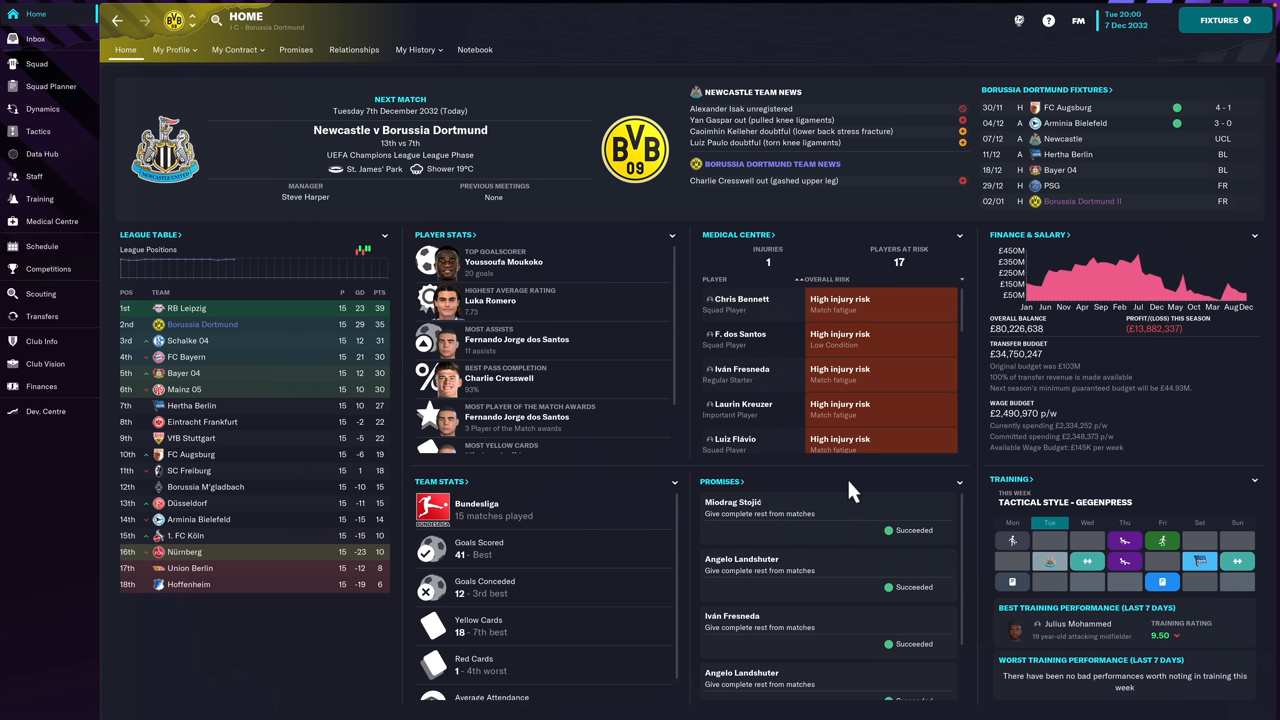 Home
Inbox
Squad
Squad Planner
Dynamics
Tactics
Data Hub
Staff
Training
Medical Centre
Schedule
Competitions
Scouting
Transfers
Club Info
Club Vision
Finances
Dev. Centre
HOME
J C - Borussia Dortmund
FM
Tue 20:00
7 Dec 2032
FIXTURES
Home
My Profile
My Contract
Promises
Relationships
My History
Notebook
NEXT MATCH
Tuesday 7th December 2032 (Today)
Newcastle v Borussia Dortmund
13th vs 7th
UEFA Champions League League Phase
St. James' Park
Shower 19°C
MANAGER
Steve Harper
PREVIOUS MEETINGS
None
BVB
09
NEWCASTLE TEAM NEWS
Alexander Isak unregistered
Yan Gaspar out (pulled knee ligaments)
Caoimhin Kelleher doubtful (lower back stress fracture)
Luiz Paulo doubtful (torn knee ligaments)
BORUSSIA DORTMUND TEAM NEWS
Charlie Cresswell out (gashed upper leg)
BORUSSIA DORTMUND FIXTURES>
30/11 H FC Augsburg 4 - 1
04/12 A Arminia Bielefeld 3 - 0
07/12 A Newcastle UCL
11/12 A Hertha Berlin BL
18/12 H Bayer 04 BL
29/12 H PSG FR
02/01 H Borussia Dortmund II FR
LEAGUE TABLE>
League Positions
POS TEAM P GD PTS
1st RB Leipzig 15 23 39
2nd Borussia Dortmund 15 29 35
3rd Schalke 04 15 12 31
4th FC Bayern 15 21 30
5th Bayer 04 15 12 30
6th Mainz 05 15 10 30
7th Hertha Berlin 15 10 27
8th Eintracht Frankfurt 15 -2 22
9th VfB Stuttgart 15 -5 22
10th FC Augsburg 15 -6 19
11th SC Freiburg 15 1 18
12th Borussia M'gladbach 15 -10 15
13th Düsseldorf 15 -11 15
14th Arminia Bielefeld 15 -15 14
15th 1. FC Köln 15 -15 10
16th Nürnberg 15 -23 10
17th Union Berlin 15 -12 8
18th Hoffenheim 15 -19 6
PLAYER STATS>
TOP GOALSCORER
Youssoufa Moukoko
20 goals
HIGHEST AVERAGE RATING
Luka Romero
7.73
MOST ASSISTS
Fernando Jorge dos Santos
11 assists
BEST PASS COMPLETION
Charlie Cresswell
93%
MOST PLAYER OF THE MATCH AWARDS
Fernando Jorge dos Santos
3 Player of the Match awards
MOST YELLOW CARDS
TEAM STATS>
Bundesliga
15 matches played
Goals Scored
41 - Best
Goals Conceded
12 - 3rd best
Yellow Cards
18 - 7th best
Red Cards
1 - 4th worst
Average Attendance
MEDICAL CENTRE>
INJURIES
1
PLAYERS AT RISK
17
PLAYER OVERALL RISK
Chris Bennett High injury risk
Squad Player Match fatigue
F. dos Santos High injury risk
Squad Player Low Condition
Iván Fresneda High injury risk
Regular Starter Match fatigue
Laurin Kreuzer High injury risk
Important Player Match fatigue
Luiz Flávio High injury risk
Squad Player Match fatigue
PROMISES>
Miodrag Stojić
Give complete rest from matches
Succeeded
Angelo Landshuter
Give complete rest from matches
Succeeded
Iván Fresneda
Give complete rest from matches
Succeeded
Angelo Landshuter
Give complete rest from matches
Succeeded
FINANCE & SALARY>
£450M
£350M
£250M
£150M
£50M
Jan Jun Nov Feb Apr Sep Feb Jul Dec May Oct Mar Aug Dec
OVERALL BALANCE
£80,226,638
PROFIT/(LOSS) THIS SEASON
(£13,882,337)
TRANSFER BUDGET
£34,750,247
Original budget was £103M
100% of transfer revenue is made available
Next season's minimum guaranteed budget will be £44.93M.
WAGE BUDGET
£2,490,970 p/w
Currently spending £2,334,252 p/w
Committed spending £2,348,373 p/w
Available Wage Budget: £145K per week
TRAINING>
THIS WEEK
TACTICAL STYLE - GEGENPRESS
Mon Tue Wed Thu Fri Sat Sun
BEST TRAINING PERFORMANCE (LAST 7 DAYS)
Julius Mohammed
19 year-old attacking midfielder
TRAINING RATING
9.50
WORST TRAINING PERFORMANCE (LAST 7 DAYS)
There have been no bad performances worth noting in training this
week